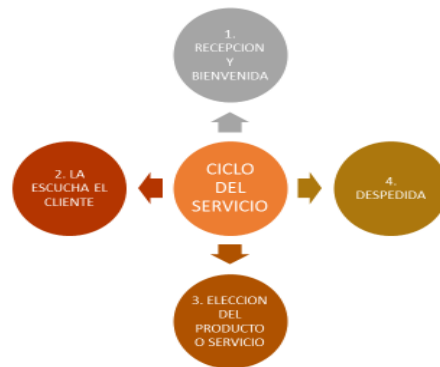 1.
RECEPCION
Y
BIENVENIDA
2. LA
ESCUCHA EL
CLIENTE
CICLO
DEL
SERVICIO
4.
DESPEDIDA
3. ELECCION
DEL
PRODUCTO
O SERVICIO